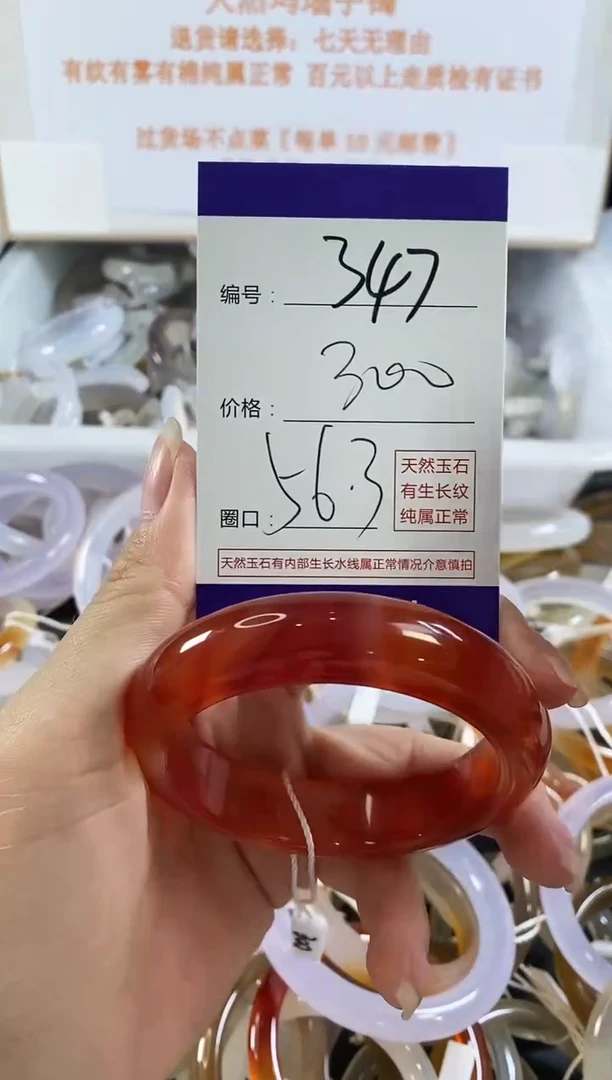 天然玛瑙手镯
退货请选择：七天无理由
有纹有雾有棉纯属正常 百元以上走质检有证书
过货场不点菜【每单10元邮费】
编号：347
价格：300
圈口：56.3
天然玉石
有生长纹
纯属正常
天然玉石有内部生长水线属正常情况介意慎拍